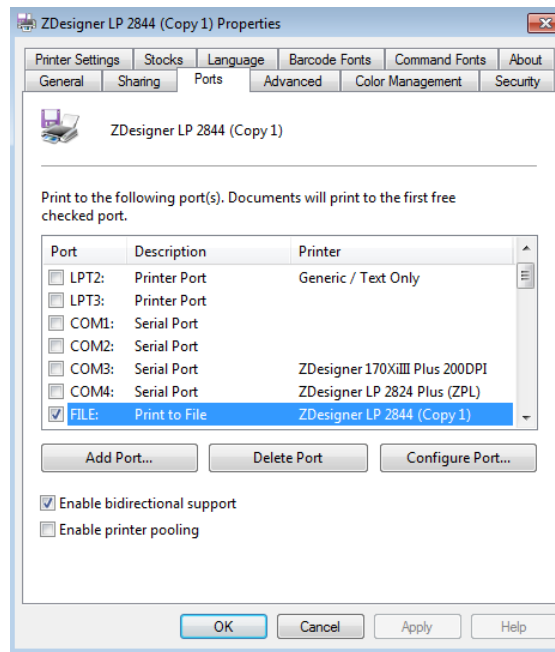 ZDesigner LP 2844 (Copy 1) Properties
Printer Settings Stocks Language Barcode Fonts Command Fonts About
General Sharing Ports Advanced Color Management Security
ZDesigner LP 2844 (Copy 1)
Print to the following port(s). Documents will print to the first free
checked port.
Port Description Printer
LPT2: Printer Port Generic / Text Only
LPT3: Printer Port
COM1: Serial Port
COM2: Serial Port
COM3: Serial Port ZDesigner 170XiIII Plus 200DPI
COM4: Serial Port ZDesigner LP 2824 Plus (ZPL)
FILE: Print to File ZDesigner LP 2844 (Copy 1)
Add Port... Delete Port Configure Port...
Enable bidirectional support
Enable printer pooling
OK Cancel Apply Help